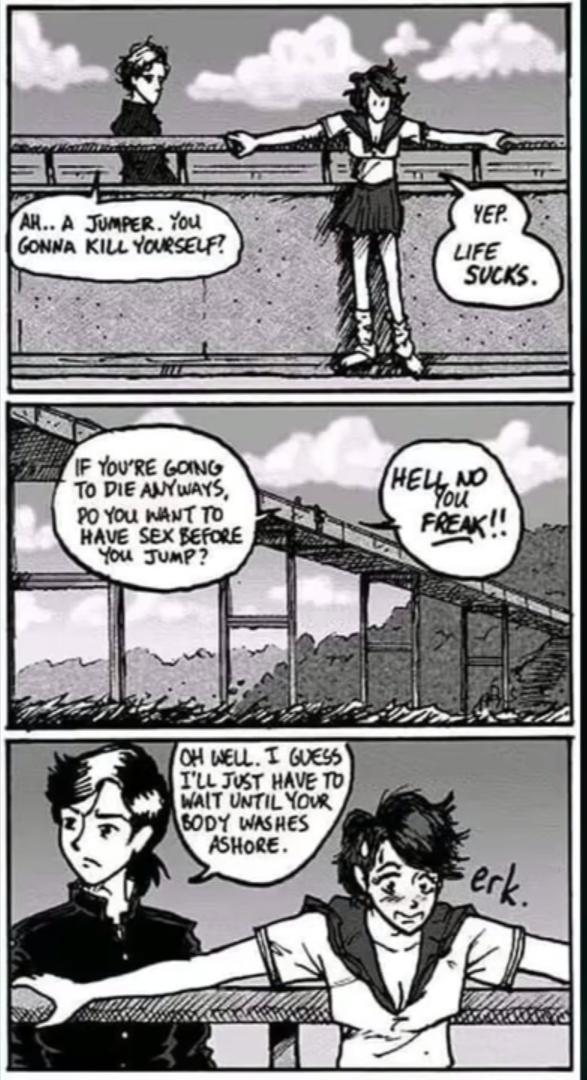 AH.. A JUMPER. YOU
GONNA KILL YOURSELF?
YEP.
LIFE
SUCKS.
IF YOU'RE GOING
TO DIE ANYWAYS,
DO YOU WANT TO
HAVE SEX BEFORE
YOU JUMP?
HELL NO
YOU
FREAK!!
OH WELL. I GUESS
I'LL JUST HAVE TO
WAIT UNTIL YOUR
BODY WASHES
ASHORE.
erk.